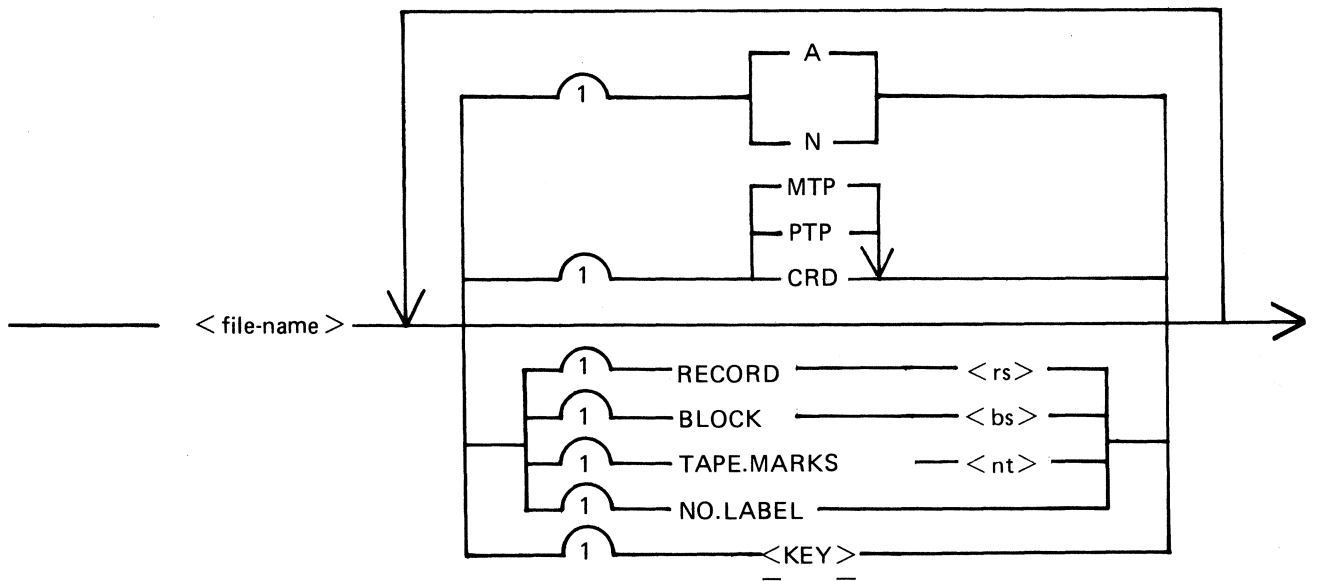 A
1
N
MTP
PTP
1 CRD
<file-name>
1 RECORD <rs>
1 BLOCK <bs>
1 TAPE.MARKS <nt>
1 NO.LABEL
1 <KEY>